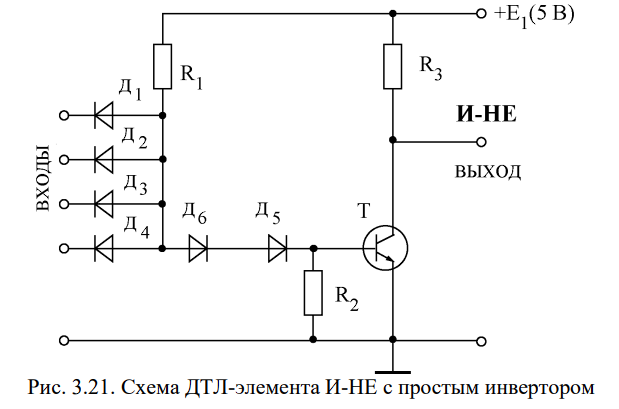 +E1(5 В)
R1
R3
Д1
И-НЕ
Д2
ВЫХОД
ВХОДЫ
Д3
Д4
Д6
Д5
Т
R2
Рис. 3.21. Схема ДТЛ-элемента И-НЕ с простым инвертором